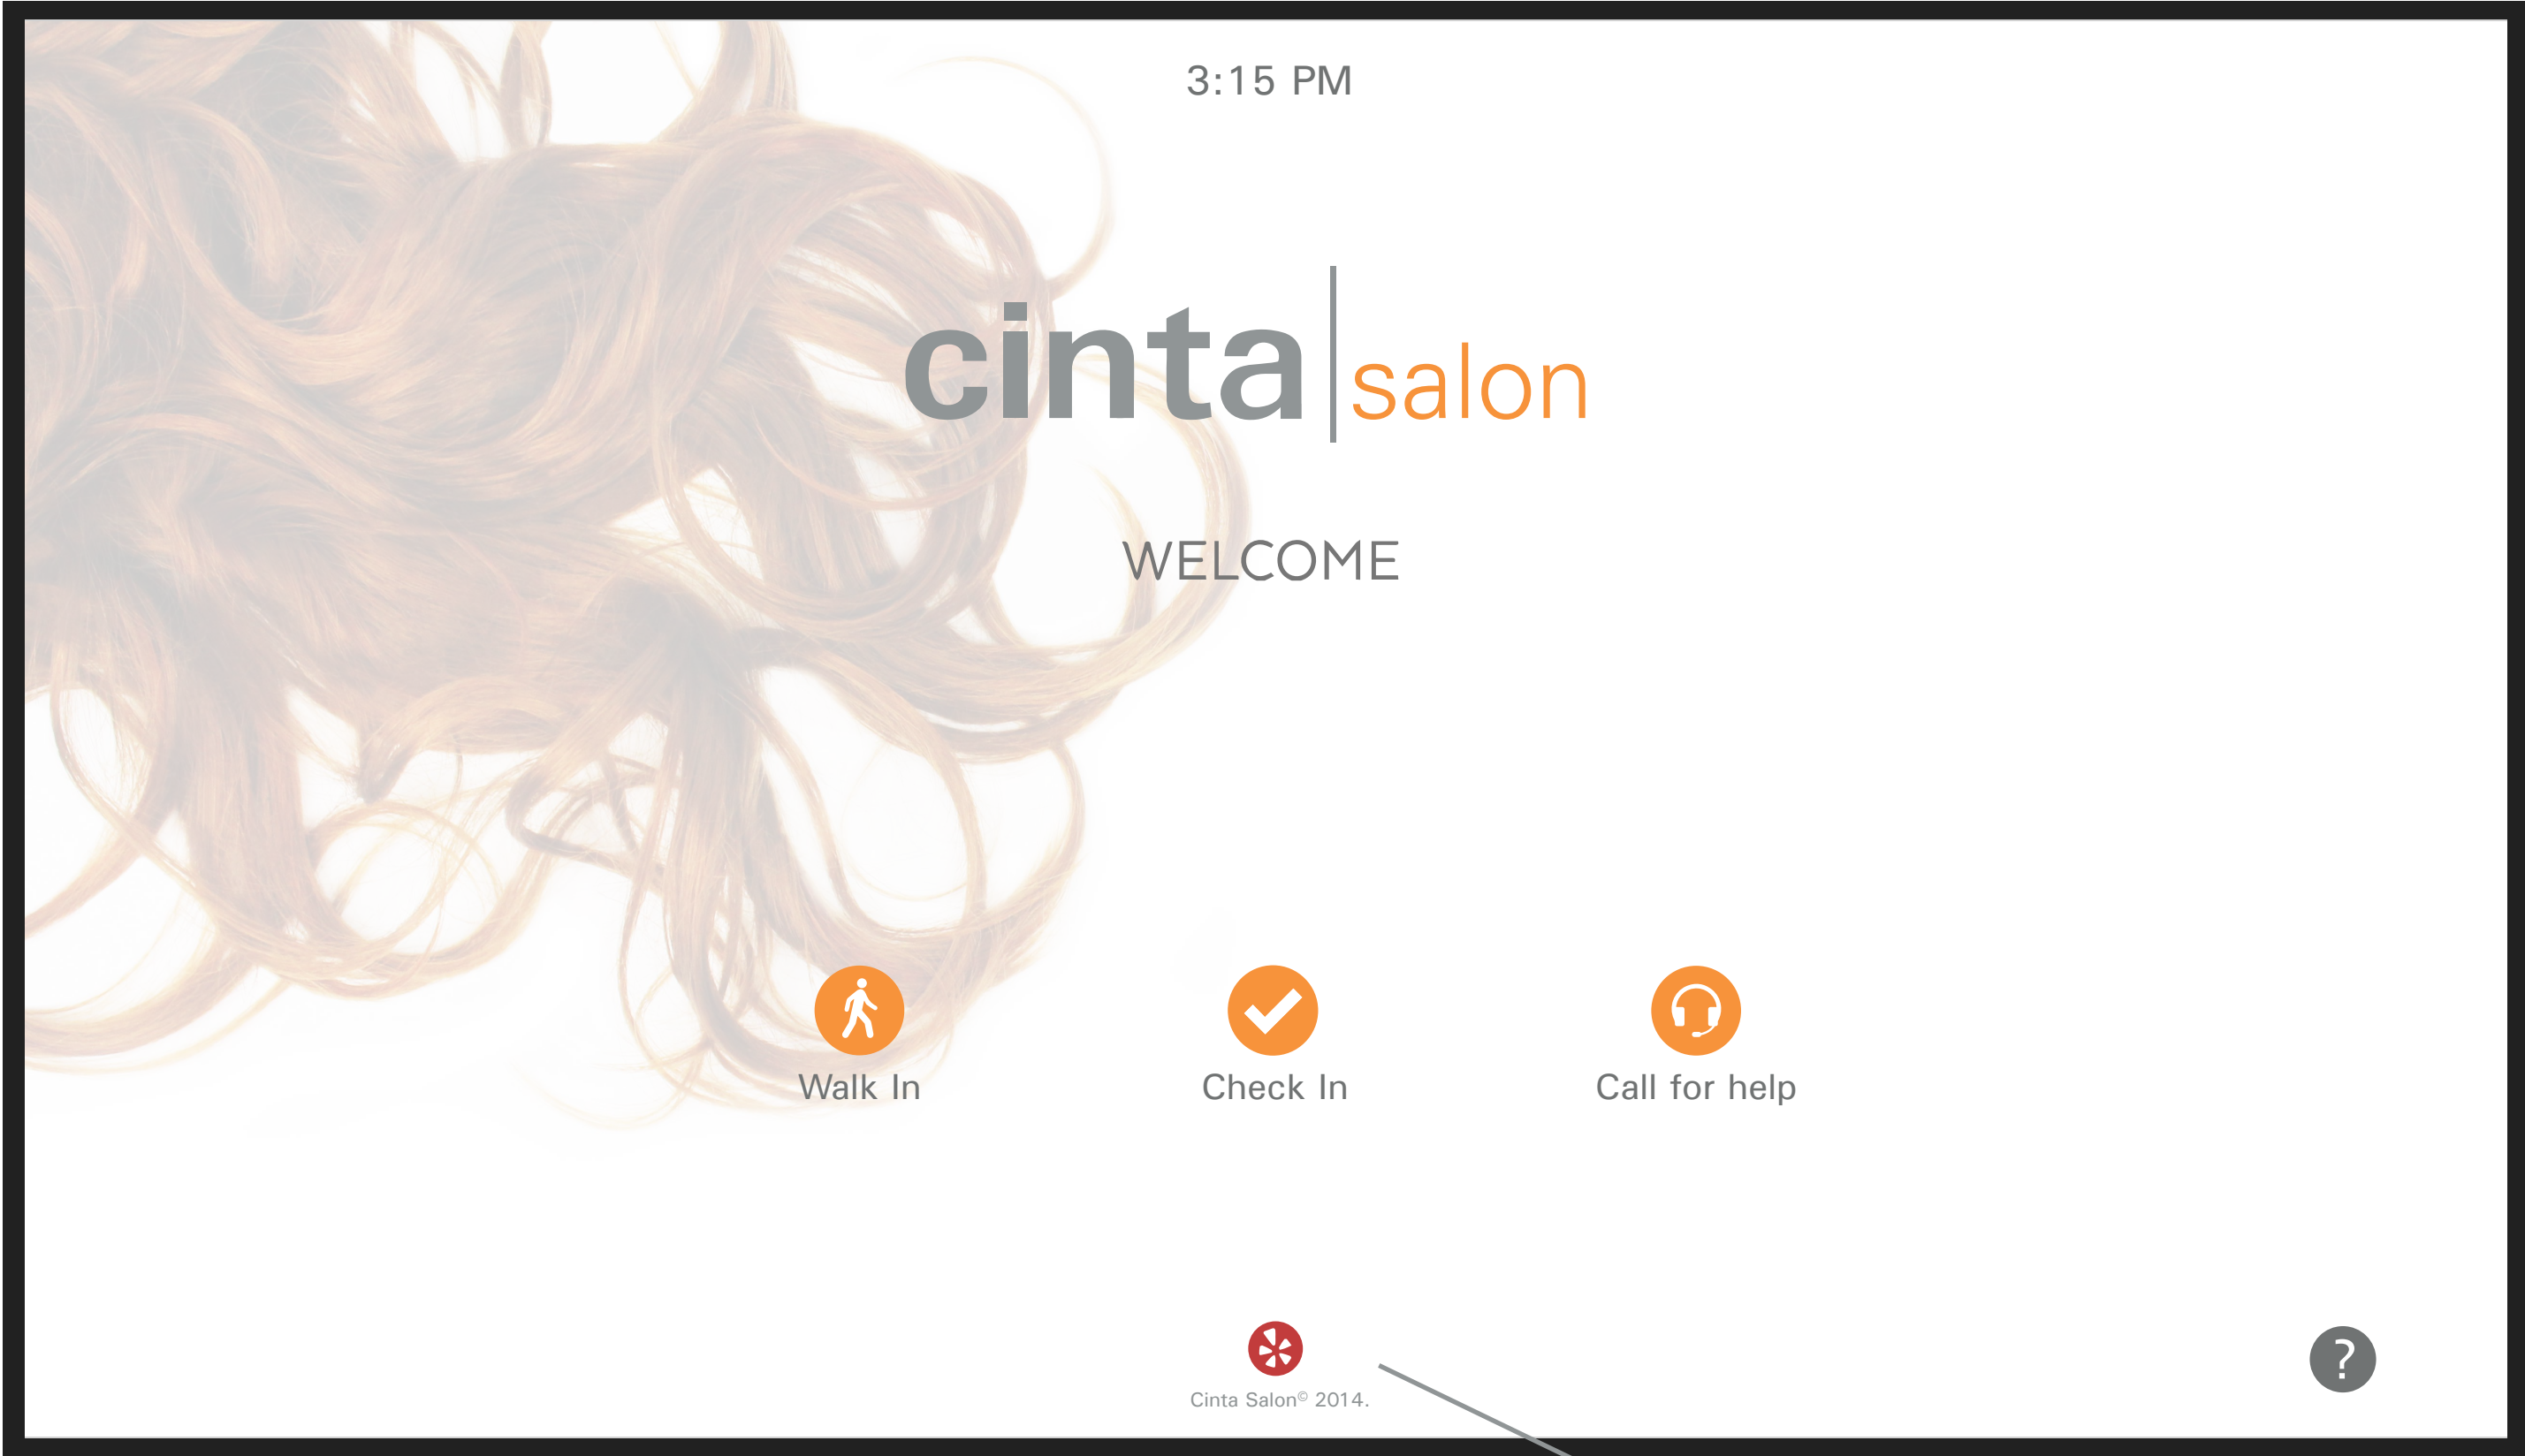 3:15 PM
cinta salon
WELCOME
Walk In
Check In
Call for help
?
Cinta Salon© 2014.